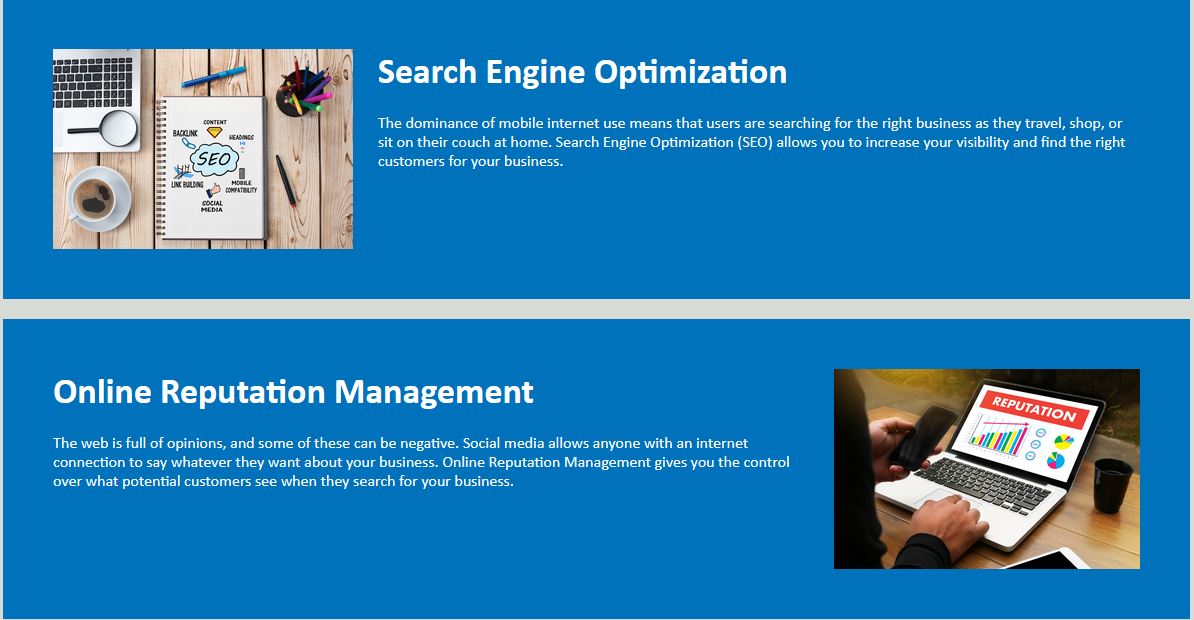 Search Engine Optimization
The dominance of mobile internet use means that users are searching for the right business as they travel, shop, or
sit on their couch at home. Search Engine Optimization (SEO) allows you to increase your visibility and find the right
customers for your business.
CONTENT
BACKLINK
HEADINGS
SEO
LINK BUILDING
MOBILE
COMPATIBILITY
SOCIAL
MEDIA
Online Reputation Management
The web is full of opinions, and some of these can be negative. Social media allows anyone with an internet
connection to say whatever they want about your business. Online Reputation Management gives you the control
over what potential customers see when they search for your business.
REPUTATION